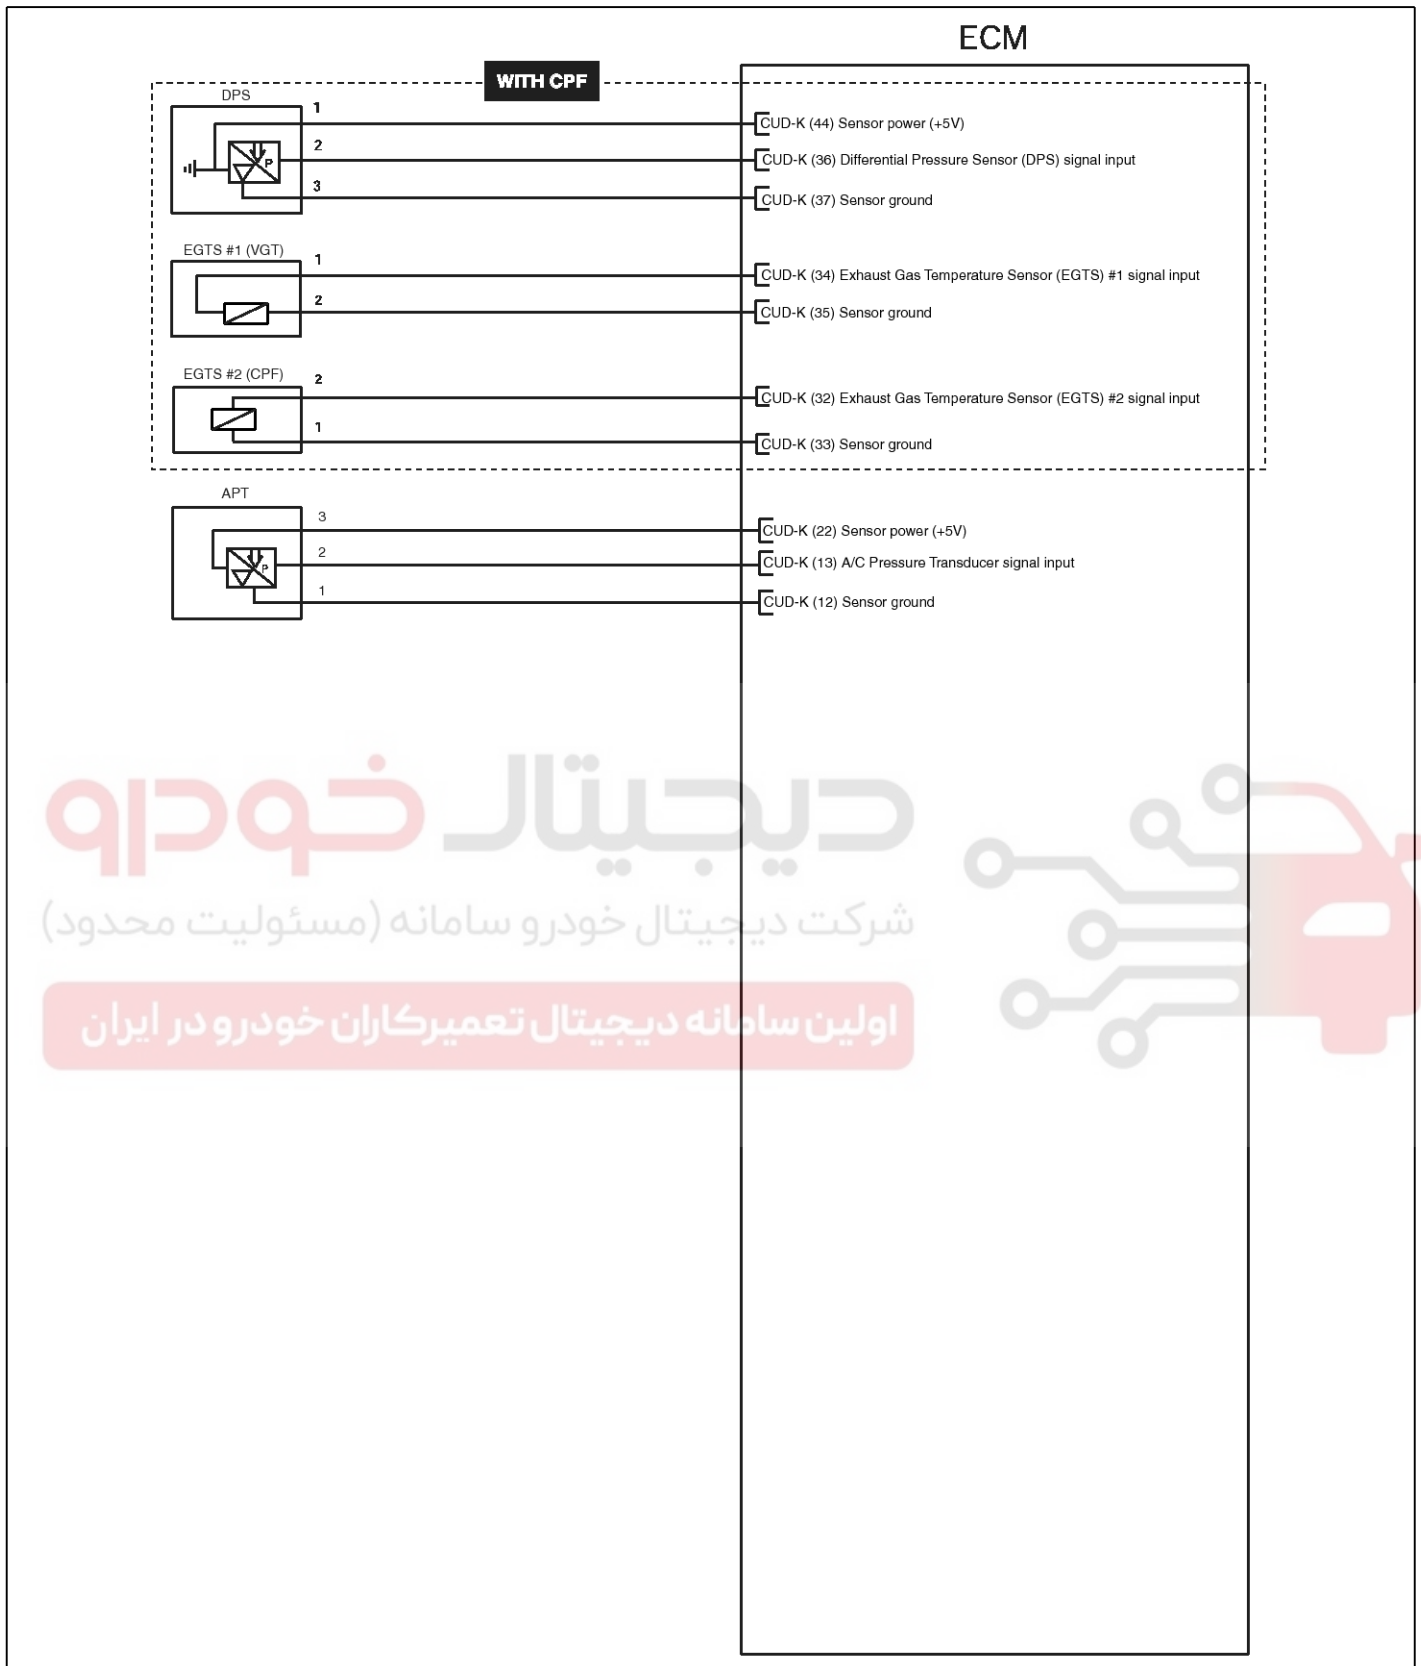 ECM
WITH CPF
DPS
1
CUD-K (44) Sensor power (+5V)
2
CUD-K (36) Differential Pressure Sensor (DPS) signal input
P
3
CUD-K (37) Sensor ground
EGTS #1 (VGT)
1
CUD-K (34) Exhaust Gas Temperature Sensor (EGTS) #1 signal input
2
CUD-K (35) Sensor ground
EGTS #2 (CPF)
2
CUD-K (32) Exhaust Gas Temperature Sensor (EGTS) #2 signal input
1
CUD-K (33) Sensor ground
APT
3
CUD-K (22) Sensor power (+5V)
2
CUD-K (13) A/C Pressure Transducer signal input
P
1
CUD-K (12) Sensor ground
دیجیتال خودرو
شرکت دیجیتال خودرو سامانه (مسئولیت محدود)
اولین سامانه دیجیتال تعمیرکاران خودرو در ایران